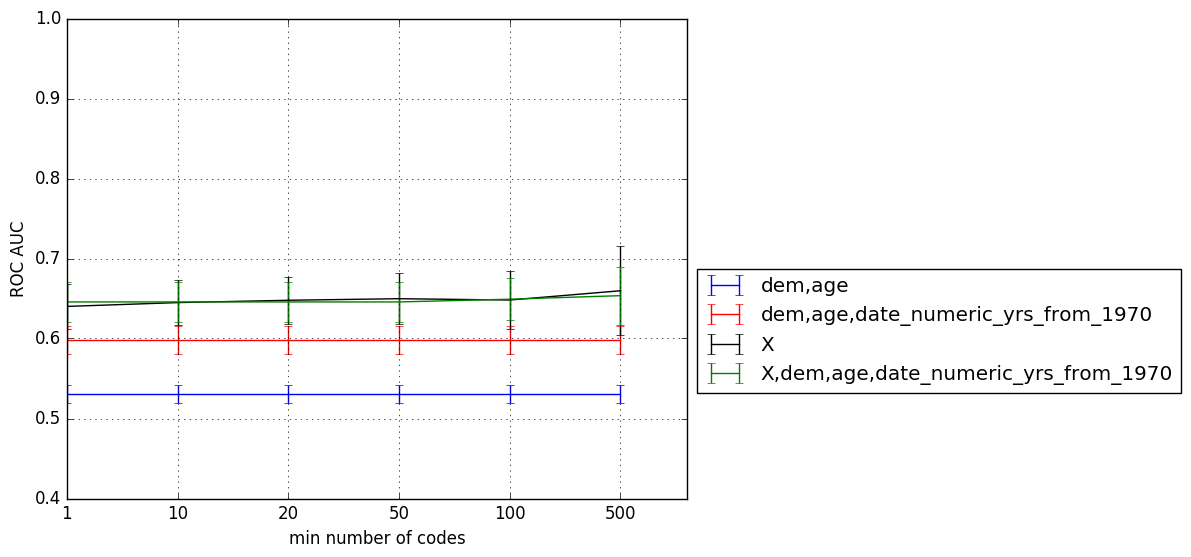 1.0
0.9
0.8
0.7
0.6
0.5
0.4
ROC AUC
1 10 20 50 100 500
min number of codes
dem,age
dem,age,date_numeric_yrs_from_1970
X
X,dem,age,date_numeric_yrs_from_1970